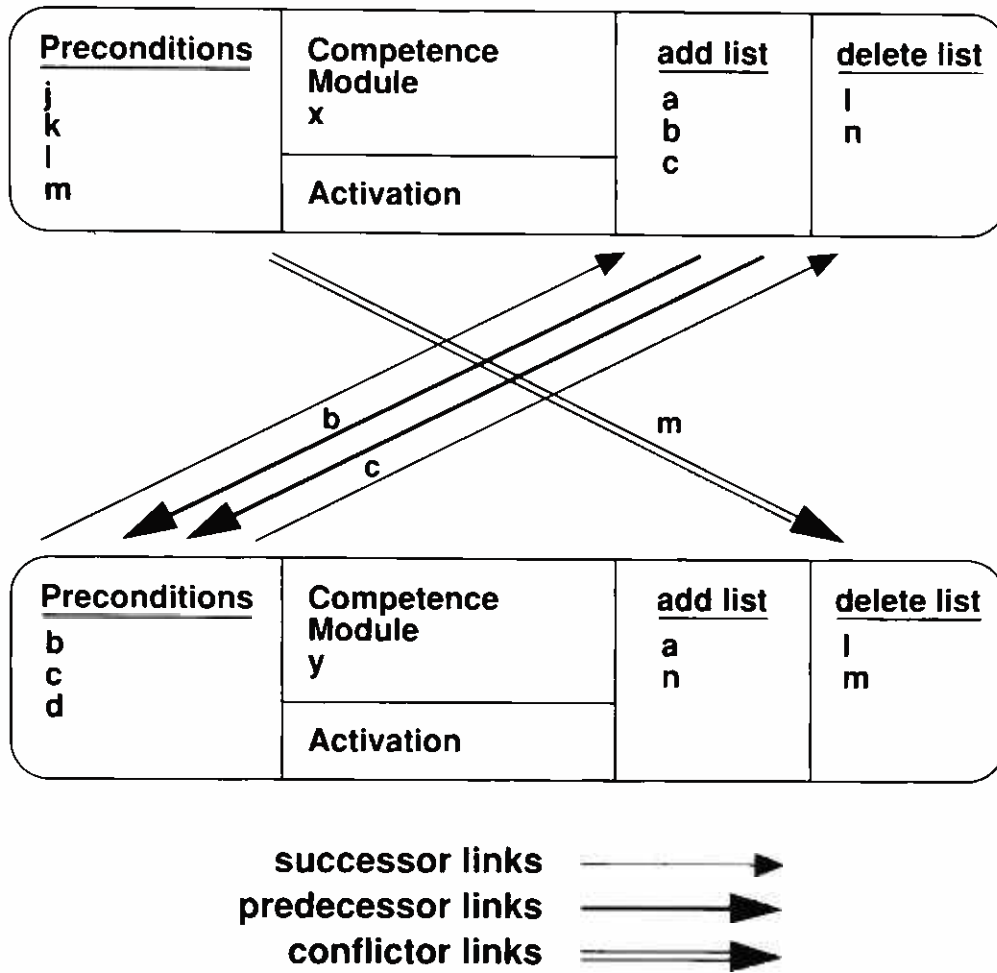 Preconditions
j
k
l
m
Competence
Module
x
Activation
add list
a
b
c
delete list
l
n
b
c
m
Preconditions
b
c
d
Competence
Module
y
Activation
add list
a
n
delete list
l
m
successor links
predecessor links
conflictor links